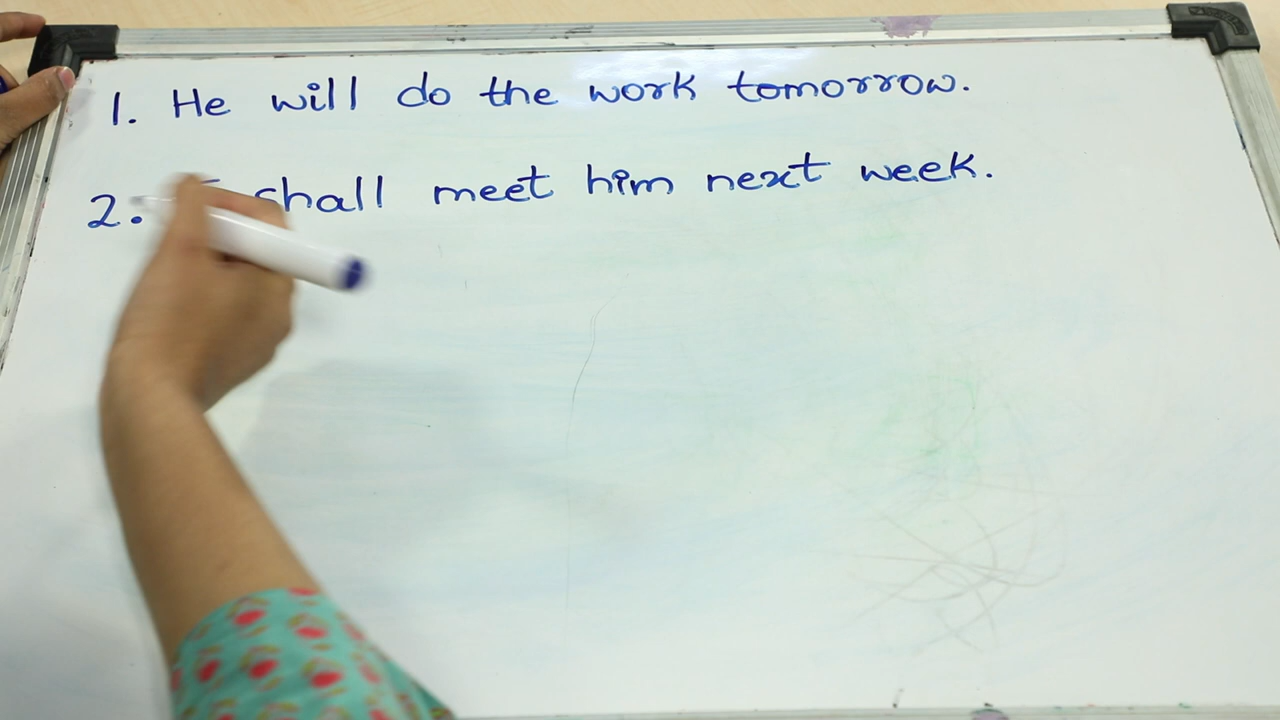 1. He will do the work tomorrow.
2. shall meet him next week.